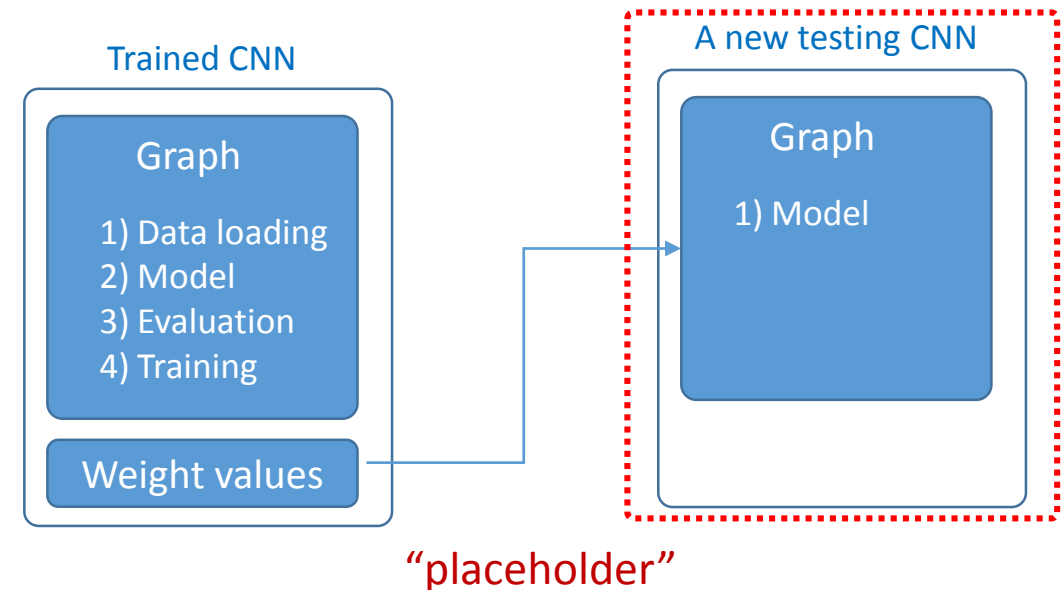 Trained CNN
Graph
1) Data loading
2) Model
3) Evaluation
4) Training
Weight values
A new testing CNN
Graph
1) Model
“placeholder”